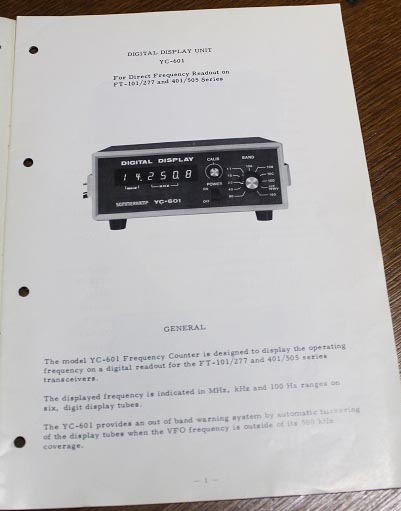 DIGITAL DISPLAY UNIT
YC-601
For Direct Frequency Readout on
FT-101/277 and 401/505 Series
DIGITAL DISPLAY
CALIB
BAND
14.250.8
POWER
ON
OFF
SOMMERKAMP YC-601
GENERAL
The model YC-601 Frequency Counter is designed to display the operating
frequency on a digital readout for the FT-101/277 and 401/505 series
transceivers.
The displayed frequency is indicated in MHz, kHz and 100 Hz ranges on
six, digit display tubes.
The YC-601 provides an out of band warning system by automatic
of the display tubes when the VFO frequency is outside of its 500 kHz
coverage.
— 1 —